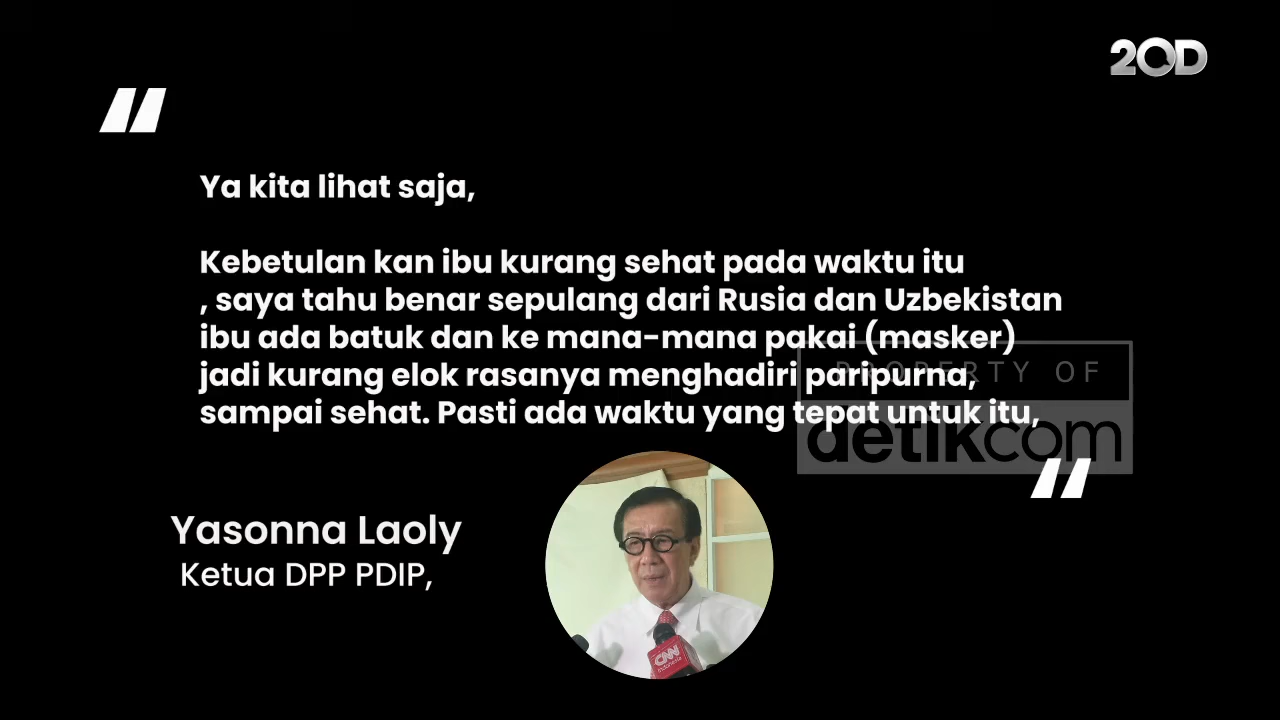 20D
Ya kita lihat saja,
Kebetulan kan ibu kurang sehat pada waktu itu
, saya tahu benar sepulang dari Rusia dan Uzbekistan
ibu ada batuk dan ke mana-mana pakai (masker)
jadi kurang elok rasanya menghadiri paripurna,
sampai sehat. Pasti ada waktu yang tepat untuk itu,
PROPERTY OF
detikcom
Yasonna Laoly
Ketua DPP PDIP,
CNN
Indonesia